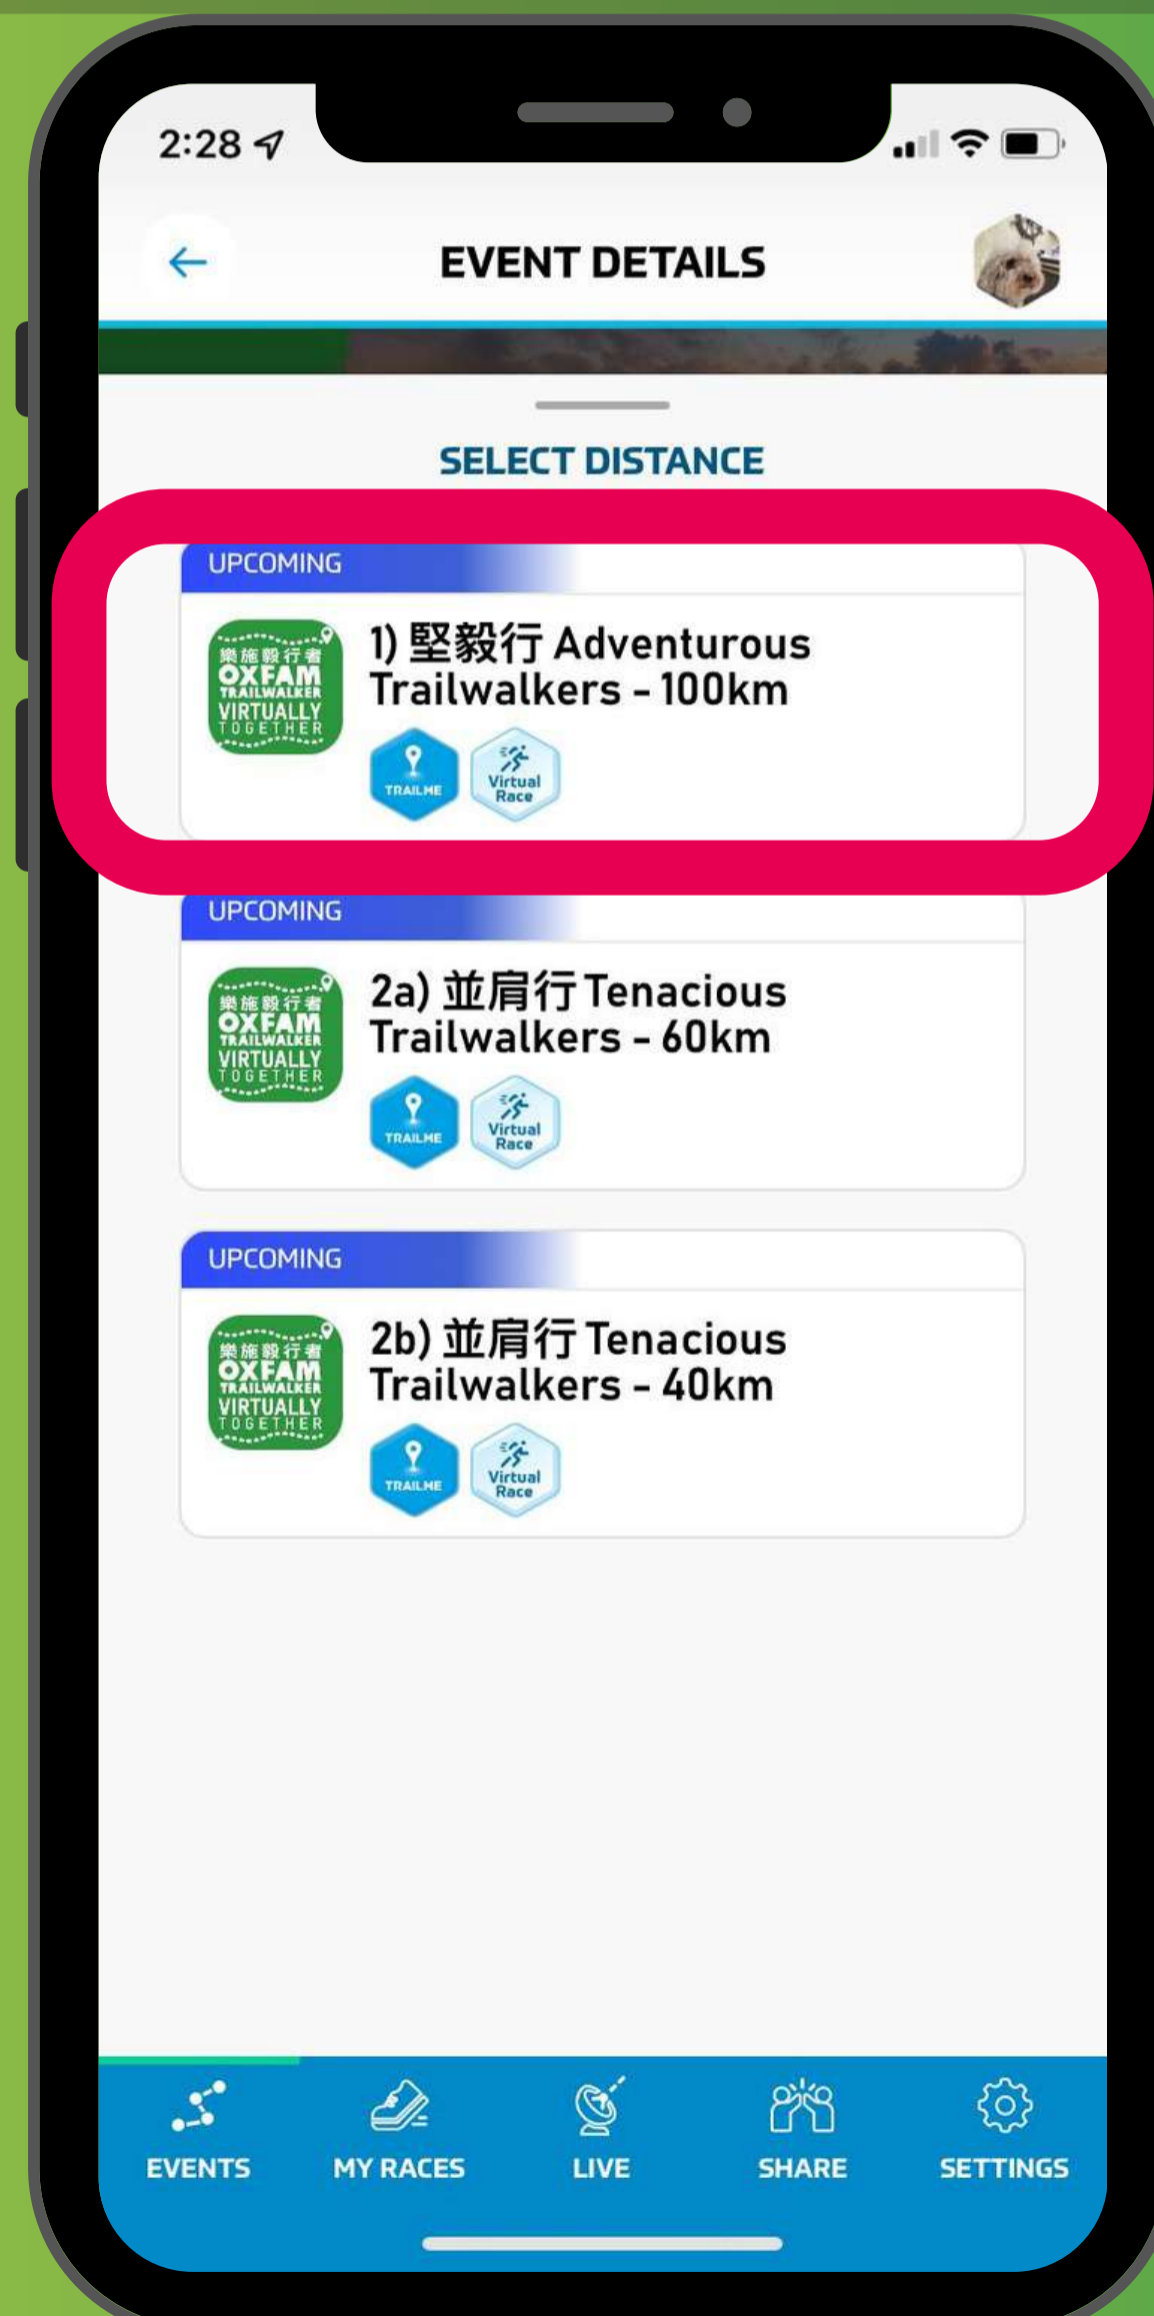 2:28
EVENT DETAILS
SELECT DISTANCE
UPCOMING
樂施毅行者
OXFAM
TRAILWALKER
VIRTUALLY
TOGETHER
1) 堅毅行 Adventurous
Trailwalkers - 100km
TRAILME
Virtual
Race
UPCOMING
樂施毅行者
OXFAM
TRAILWALKER
VIRTUALLY
TOGETHER
2a) 並肩行 Tenacious
Trailwalkers - 60km
TRAILME
Virtual
Race
UPCOMING
樂施毅行者
OXFAM
TRAILWALKER
VIRTUALLY
TOGETHER
2b) 並肩行 Tenacious
Trailwalkers - 40km
TRAILME
Virtual
Race
EVENTS MY RACES LIVE SHARE SETTINGS